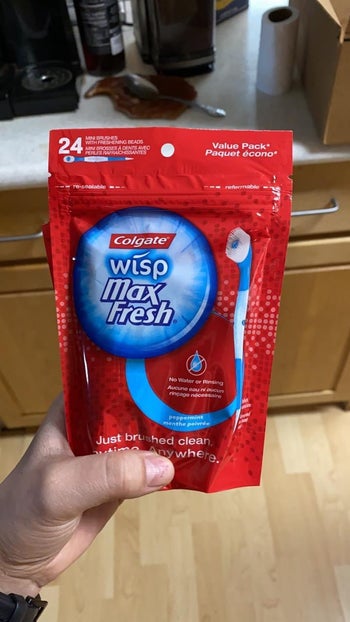 24
MINI BRUSHES
WITH FRESHENING BEADS
MINI BROSSES À DENTS AVEC
PERLES RAFRAÎCHISSANTES
Value Pack*
Paquet écono*
re-sealable
refermable
Colgate®
wisp
Max
Fresh®
No Water or Rinsing
Aucune eau ni aucun
rinçage nécessaire
peppermint
menthe poivrée
Just brushed clean,
Anywhere.